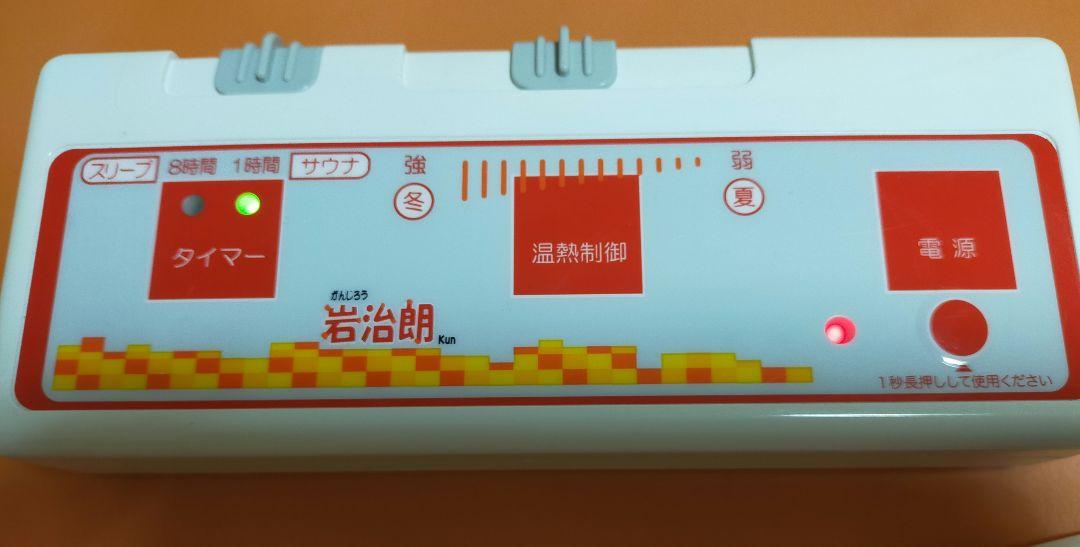 スリープ 8時間 1時間 サウナ
タイマー
強
冬
温熱制御
弱
夏
電源
がんじろう
岩治朗 Kun
1秒長押しして使用ください